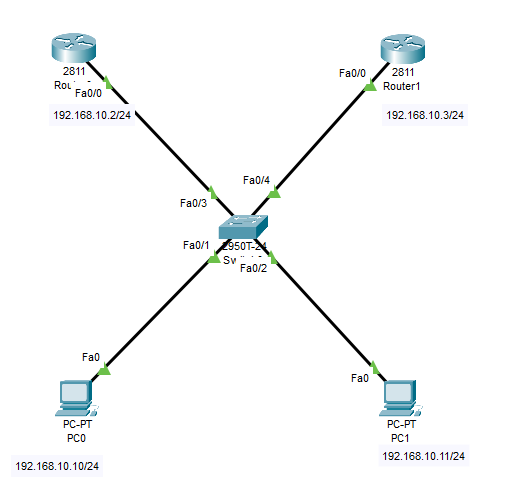 2811
Fa0/0
192.168.10.2/24
2811
Router1
Fa0/0
192.168.10.3/24
Fa0/3
Fa0/4
2950T-24
Fa0/1
Fa0/2
Fa0
PC-PT
PC0
192.168.10.10/24
Fa0
PC-PT
PC1
192.168.10.11/24